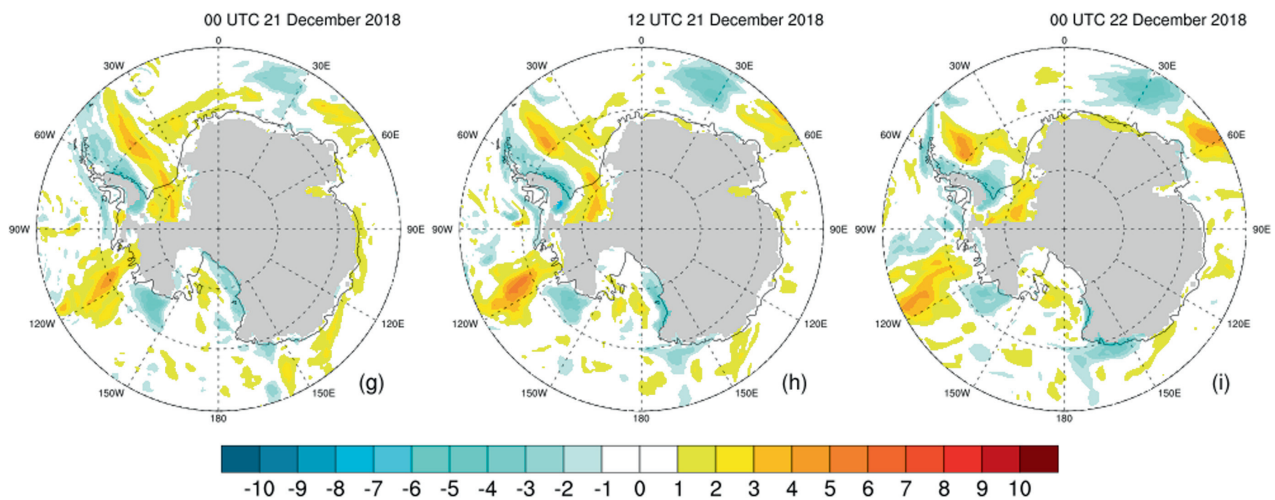 00 UTC 21 December 2018
12 UTC 21 December 2018
00 UTC 22 December 2018
0
30W
30E
60W
60E
90W
90E
120W
120E
150W
150E
180
(g)
0
30W
30E
60W
60E
90W
90E
120W
120E
150W
150E
180
(h)
0
30W
30E
60W
60E
90W
90E
120W
120E
150W
150E
180
(i)
-10 -9 -8 -7 -6 -5 -4 -3 -2 -1 0 1 2 3 4 5 6 7 8 9 10